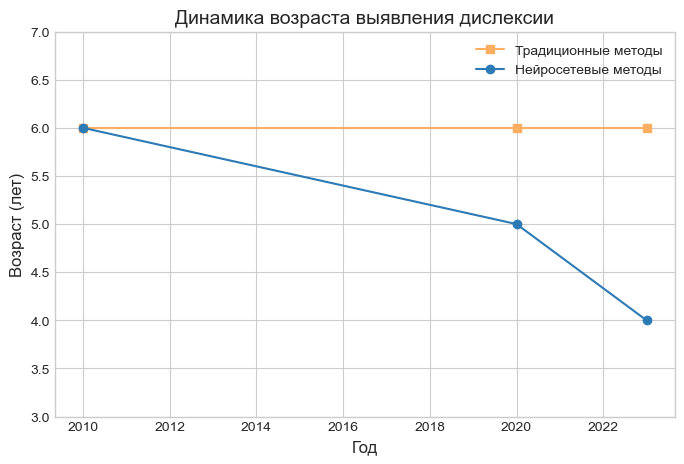 Динамика возраста выявления дислексии
Традиционные методы
Нейросетевые методы
Возраст (лет)
7.0
6.5
6.0
5.5
5.0
4.5
4.0
3.5
3.0
2010 2012 2014 2016 2018 2020 2022
Год